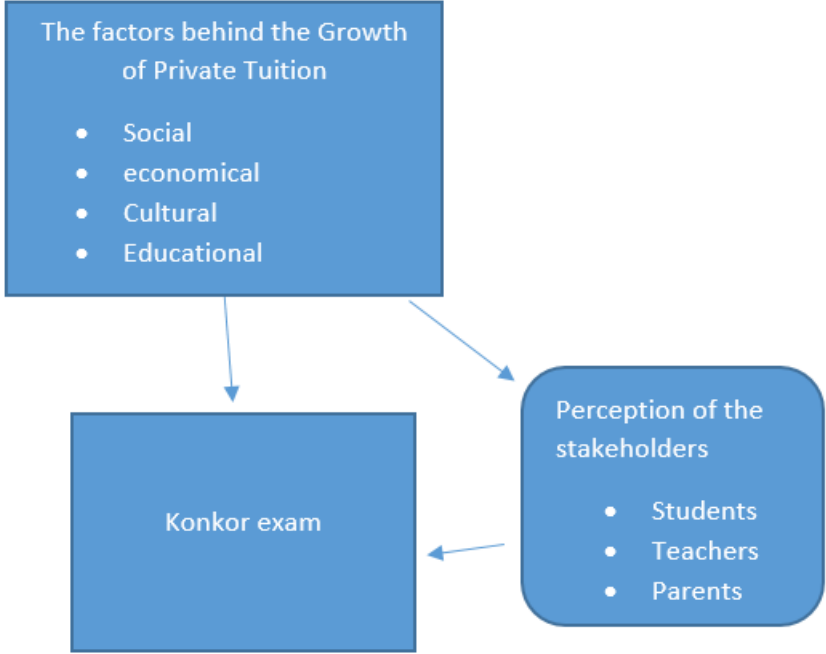 The factors behind the Growth
of Private Tuition
• Social
• economical
• Cultural
• Educational
Perception of the
stakeholders
• Students
• Teachers
• Parents
Konkor exam